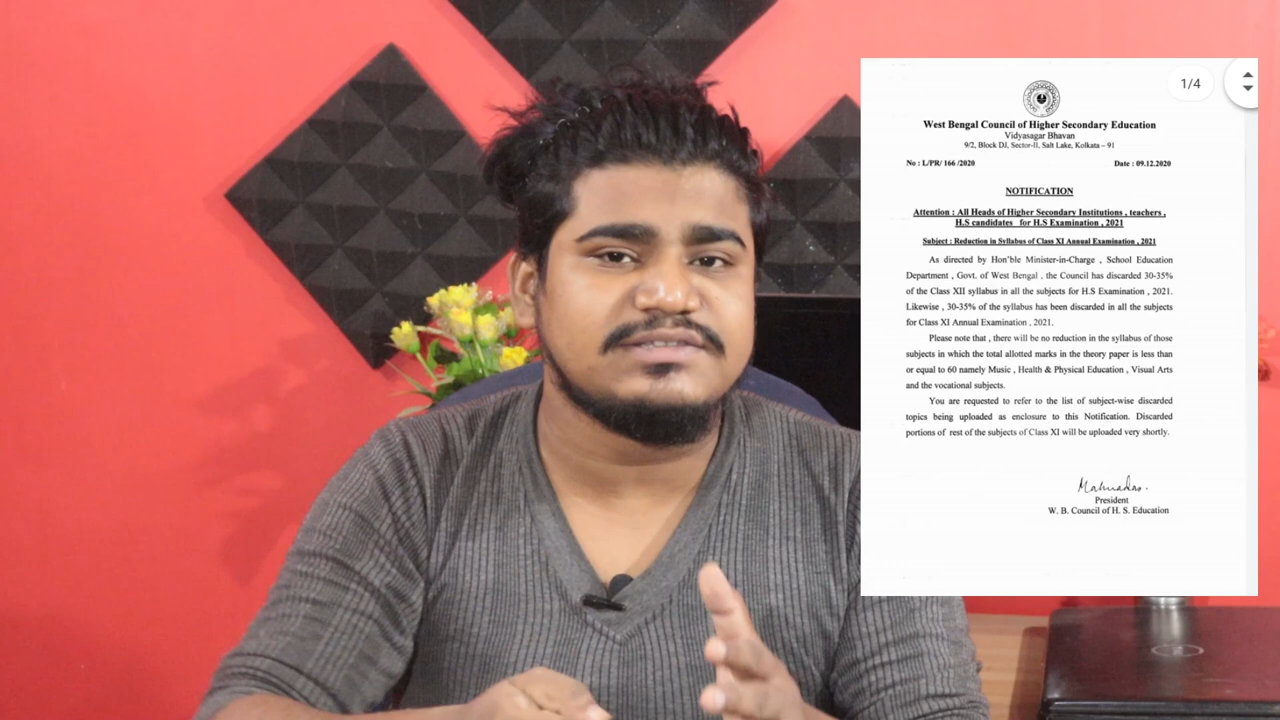 1/4
West Bengal Council of Higher Secondary Education
Vidyasagar Bhavan
9/2, Block DJ, Sector-II, Salt Lake, Kolkata – 91
No : L/PR/ 166 /2020 Date : 09.12.2020
NOTIFICATION
Attention : All Heads of Higher Secondary Institutions , teachers ,
H.S candidates for H.S Examination , 2021
Subject : Reduction in Syllabus of Class XI Annual Examination , 2021
As directed by Hon'ble Minister-in-Charge , School Education
Department , Govt. of West Bengal , the Council has discarded 30-35%
of the Class XII syllabus in all the subjects for H.S Examination , 2021.
Likewise , 30-35% of the syllabus has been discarded in all the subjects
for Class XI Annual Examination , 2021.
Please note that , there will be no reduction in the syllabus of those
subjects in which the total allotted marks in the theory paper is less than
or equal to 60 namely Music , Health & Physical Education , Visual Arts
and the vocational subjects.
You are requested to refer to the list of subject-wise discarded
topics being uploaded as enclosure to this Notification. Discarded
portions of rest of the subjects of Class XI will be uploaded very shortly.
President
W. B. Council of H. S. Education